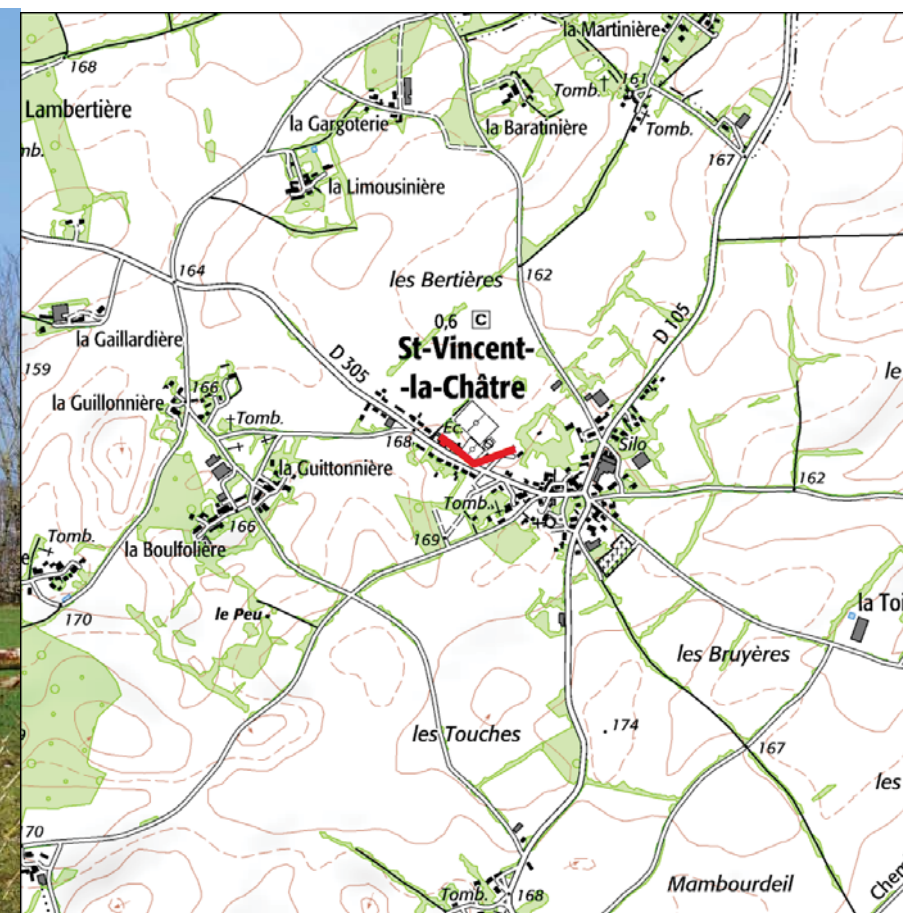 la Martinière
168
161
Tomb.
Lambertière
la Gargoterie
la Baratinière
Tomb.
167
la Limousinière
164
les Bertières
162
0,6 C
la Gaillardière
D 305
St-Vincent-
-la-Châtre
D 105
159
le
la Guillonnière
166
Tomb.
Ec.
168
Silo
la Guittonnière
162
Tomb.
166
Tomb.
la Boulfolière
169
e
le Peu
170
la Toi
les Bruyères
les Touches
174
167
les
70
Mambourdeil
Chem
Tomb.
168